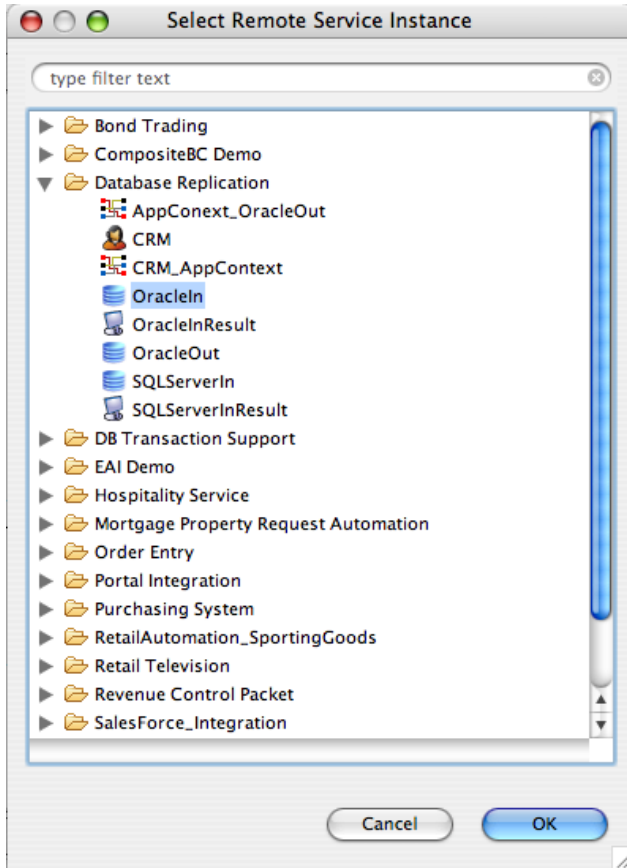 Select Remote Service Instance
type filter text
Bond Trading
CompositeBC Demo
Database Replication
AppConext_OracleOut
CRM
CRM_AppContext
OracleIn
OracleInResult
OracleOut
SQLServerIn
SQLServerInResult
DB Transaction Support
EAI Demo
Hospitality Service
Mortgage Property Request Automation
Order Entry
Portal Integration
Purchasing System
RetailAutomation_SportingGoods
Retail Television
Revenue Control Packet
SalesForce_Integration
Cancel
OK